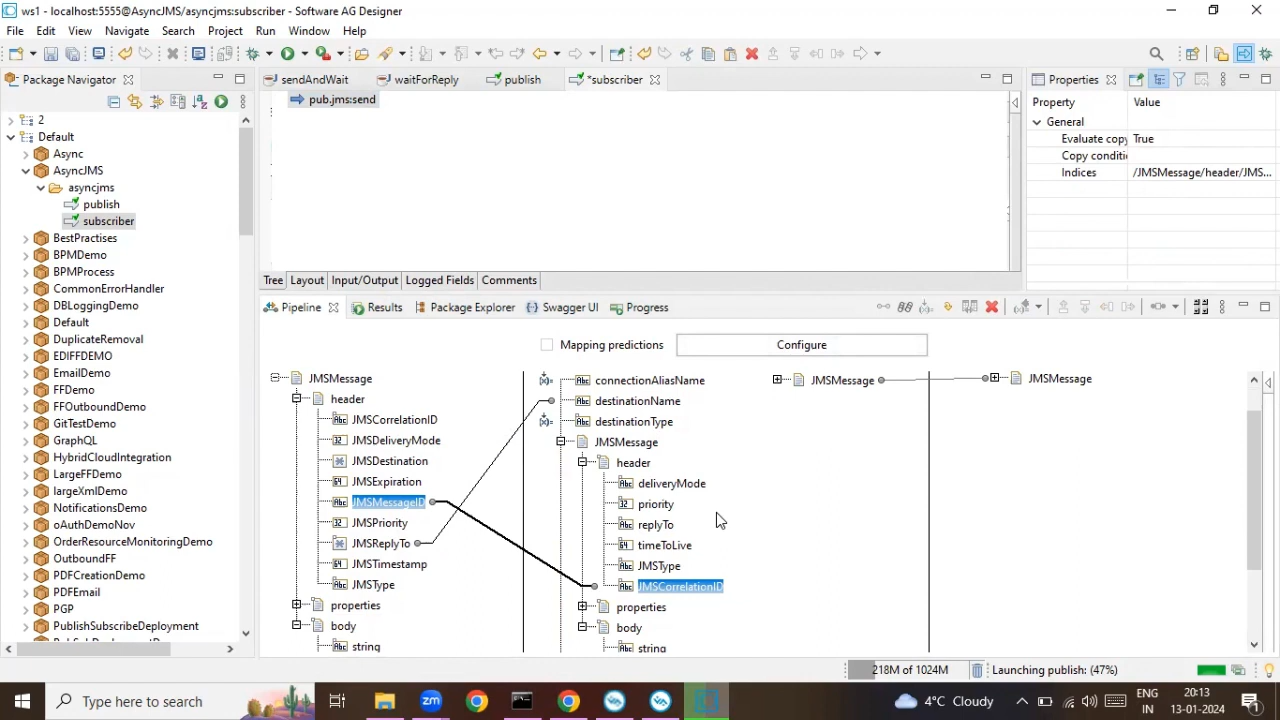 ws1 - localhost:5555@AsyncJMS/asyncjms:subscriber - Software AG Designer
File Edit View Navigate Search Project Run Window Help
Package Navigator
2
Default
Async
AsyncJMS
asyncjms
publish
subscriber
BestPractises
BPMDemo
BPMProcess
CommonErrorHandler
DBLoggingDemo
Default
DuplicateRemoval
EDIFFDEMO
EmailDemo
FFDemo
FFOutboundDemo
GitTestDemo
GraphQL
HybridCloudIntegration
LargeFFDemo
largeXmlDemo
NotificationsDemo
oAuthDemoNov
OrderResourceMonitoringDemo
OutboundFF
PDFCreationDemo
PDFEmail
PGP
PublishSubscribeDeployment
sendAndWait waitForReply publish *subscriber
pub.jms:send
Tree Layout Input/Output Logged Fields Comments
Properties
Property Value
General
Evaluate copy True
Copy conditi
Indices /JMSMessage/header/JMS...
Pipeline Results Package Explorer Swagger UI Progress
Mapping predictions Configure
JMSMessage
header
JMSCorrelationID
JMSDeliveryMode
JMSDestination
JMSExpiration
JMSMessageID
JMSPriority
JMSReplyTo
JMSTimestamp
JMSType
properties
body
string
connectionAliasName
destinationName
destinationType
JMSMessage
header
deliveryMode
priority
replyTo
timeToLive
JMSType
JMSCorrelationID
properties
body
string
JMSMessage JMSMessage
218M of 1024M Launching publish: (47%)
Type here to search
4°C Cloudy
ENG
IN
20:13
13-01-2024